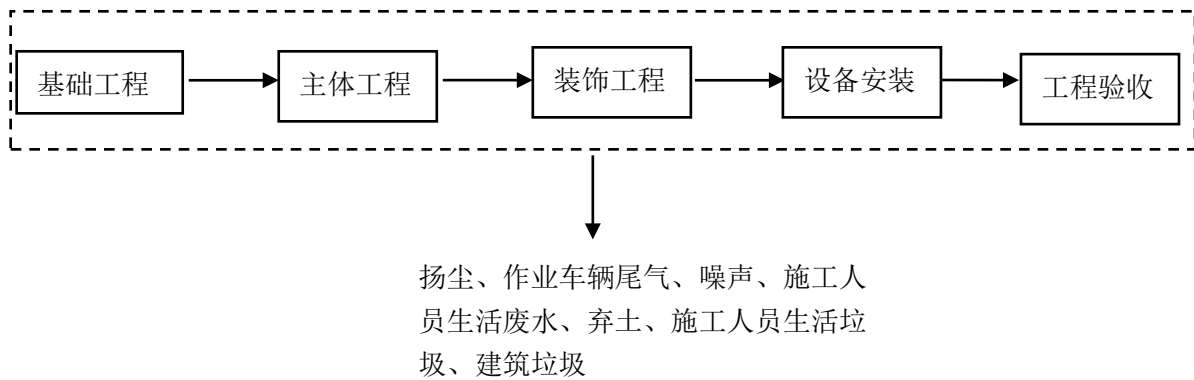 基础工程
主体工程
装饰工程
设备安装
工程验收
扬尘、作业车辆尾气、噪声、施工人
员生活废水、弃土、施工人员生活垃
圾、建筑垃圾